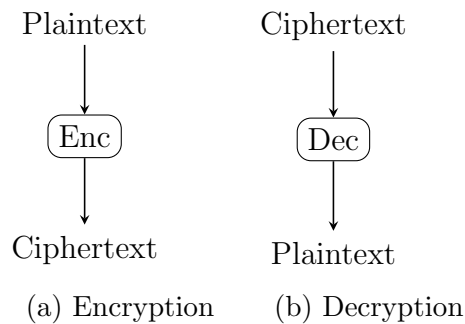 Plaintext
Enc
Ciphertext
(a) Encryption
Ciphertext
Dec
Plaintext
(b) Decryption